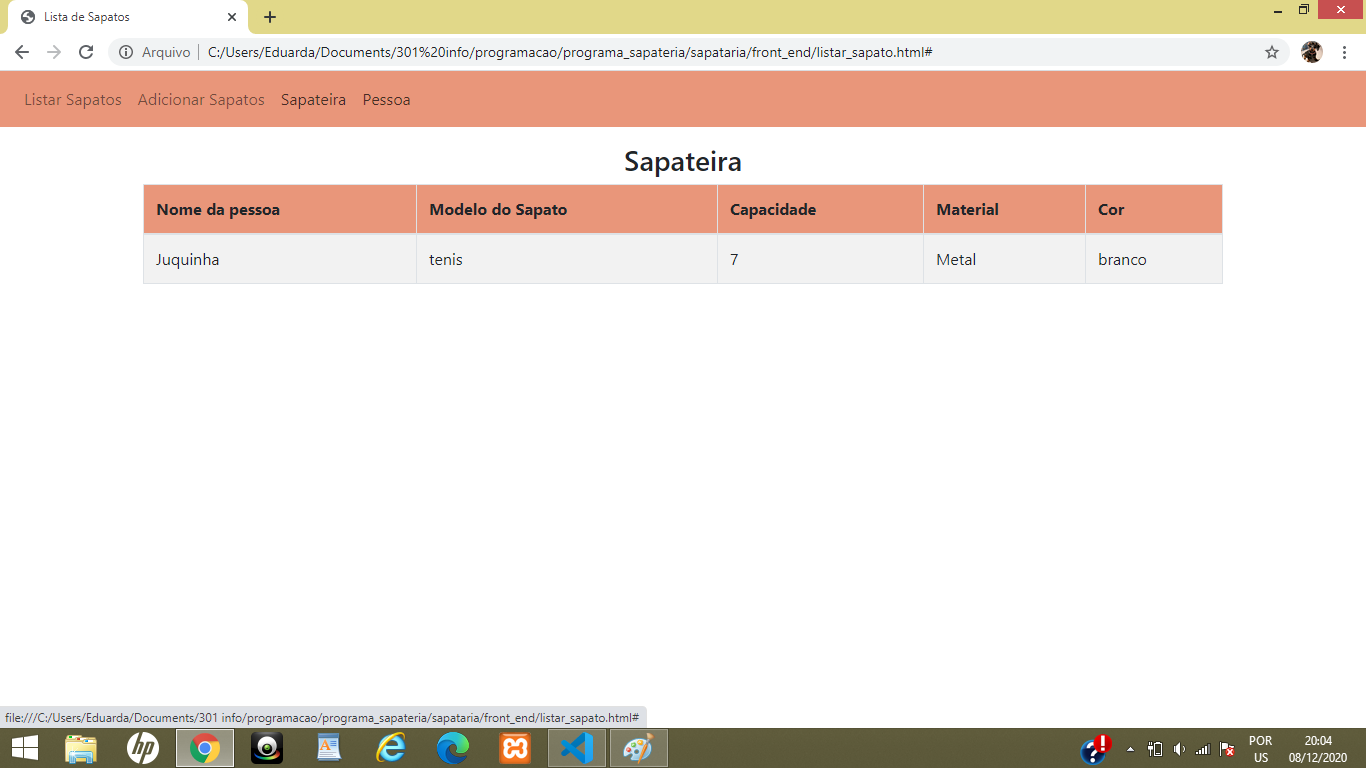 Lista de Sapatos
Arquivo C:/Users/Eduarda/Documents/301%20info/programacao/programa_sapateria/sapataria/front_end/listar_sapato.html#
Listar Sapatos Adicionar Sapatos Sapateira Pessoa
Sapateira
Nome da pessoa Modelo do Sapato Capacidade Material Cor
Juquinha tenis 7 Metal branco
file:///C:/Users/Eduarda/Documents/301 info/programacao/programa_sapateria/sapataria/front_end/listar_sapato.html#
hp
POR 20:04
US 08/12/2020